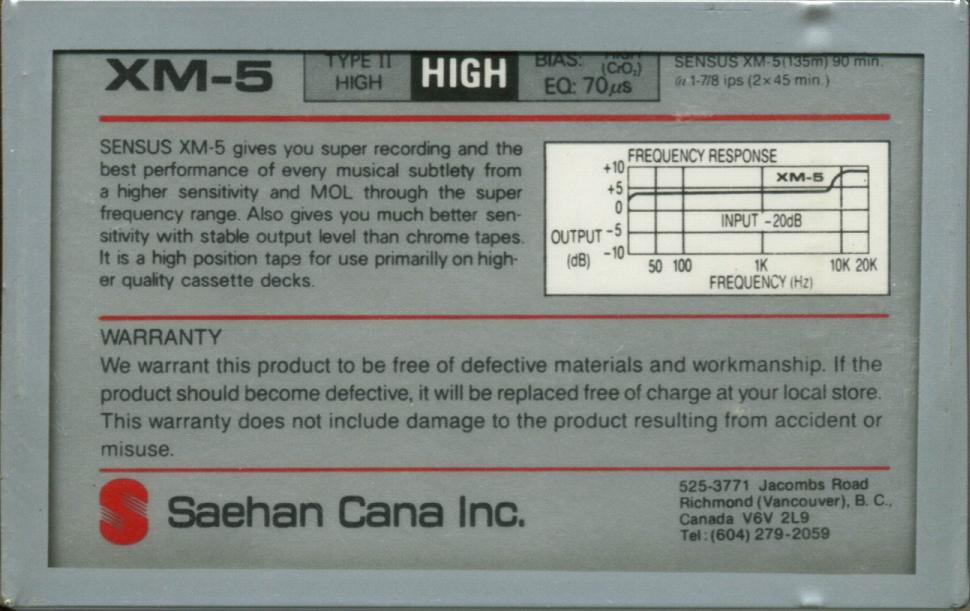 XM-5
TYPE II
HIGH
HIGH
BIAS: HIGH
(CrO₂)
EQ: 70μs
SENSUS XM-5(135m) 90 min.
@ 1-7/8 ips (2×45 min.)
SENSUS XM-5 gives you super recording and the
best performance of every musical subtlety from
a higher sensitivity and MOL through the super
frequency range. Also gives you much better sen-
sitivity with stable output level than chrome tapes.
It is a high position tape for use primarilly on high-
er quality cassette decks.
FREQUENCY RESPONSE
+10
XM-5
+5
0
INPUT -20dB
OUTPUT -5
(dB) -10
50 100 1K 10K 20K
FREQUENCY (Hz)
WARRANTY
We warrant this product to be free of defective materials and workmanship. If the
product should become defective, it will be replaced free of charge at your local store.
This warranty does not include damage to the product resulting from accident or
misuse.
Saehan Cana Inc.
525-3771 Jacombs Road
Richmond (Vancouver), B. C.,
Canada V6V 2L9
Tel:(604) 279-2059